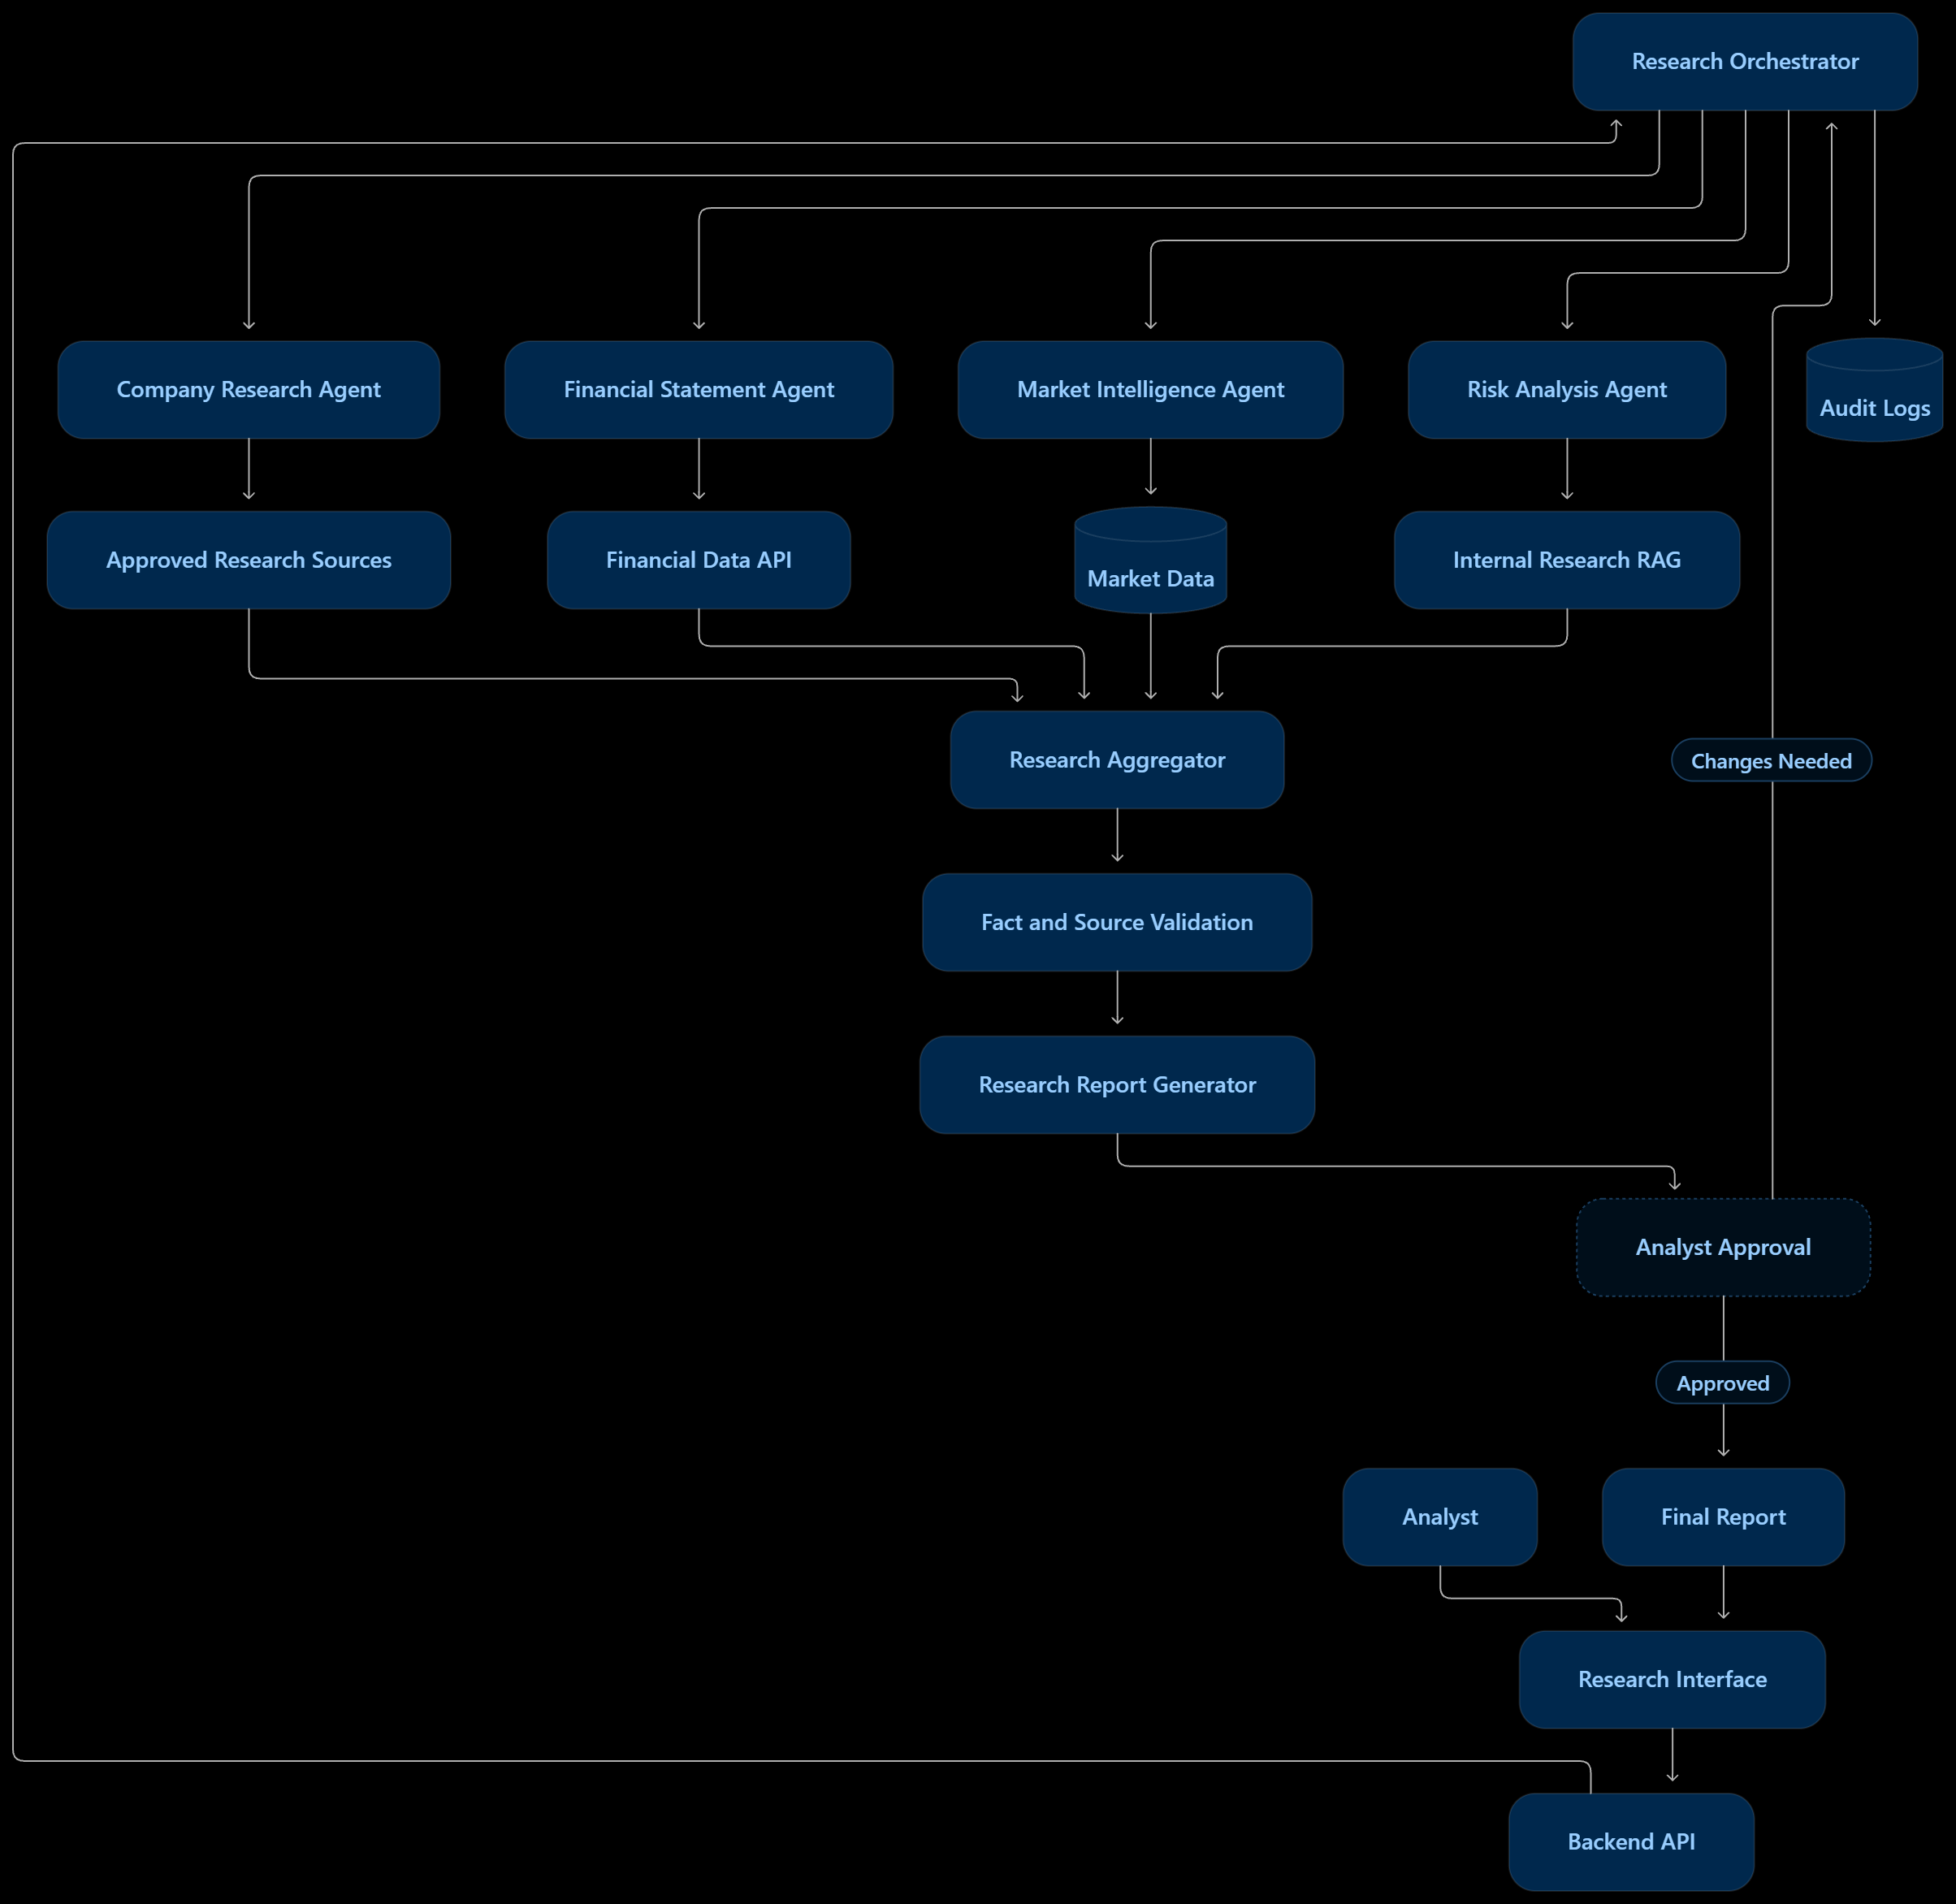 Research Orchestrator
Company Research Agent
Financial Statement Agent
Market Intelligence Agent
Risk Analysis Agent
Audit Logs
Approved Research Sources
Financial Data API
Market Data
Internal Research RAG
Research Aggregator
Changes Needed
Fact and Source Validation
Research Report Generator
Analyst Approval
Approved
Analyst
Final Report
Research Interface
Backend API